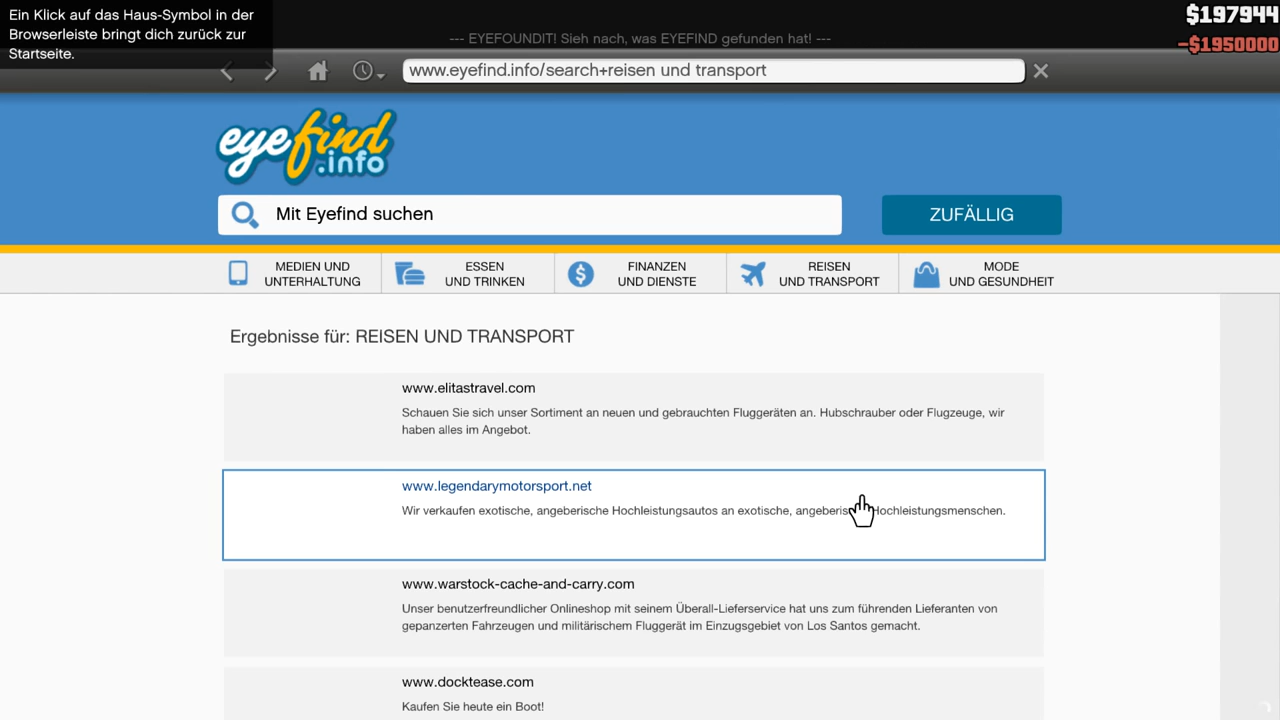 Ein Klick auf das Haus-Symbol in der
Browserleiste bringt dich zurück zur
Startseite.
$197944
-$1950000
--- EYEFOUNDIT! Sieh nach, was EYEFIND gefunden hat! ---
www.eyefind.info/search+reisen und transport
eyefind
.info
Mit Eyefind suchen
ZUFÄLLIG
MEDIEN UND
UNTERHALTUNG
ESSEN
UND TRINKEN
FINANZEN
UND DIENSTE
REISEN
UND TRANSPORT
MODE
UND GESUNDHEIT
Ergebnisse für: REISEN UND TRANSPORT
www.elitastravel.com
Schauen Sie sich unser Sortiment an neuen und gebrauchten Fluggeräten an. Hubschrauber oder Flugzeuge, wir
haben alles im Angebot.
www.legendarymotorsport.net
Wir verkaufen exotische, angeberische Hochleistungsautos an exotische, angeberische Hochleistungsmenschen.
www.warstock-cache-and-carry.com
Unser benutzerfreundlicher Onlineshop mit seinem Überall-Lieferservice hat uns zum führenden Lieferanten von
gepanzerten Fahrzeugen und militärischem Fluggerät im Einzugsgebiet von Los Santos gemacht.
www.docktease.com
Kaufen Sie heute ein Boot!